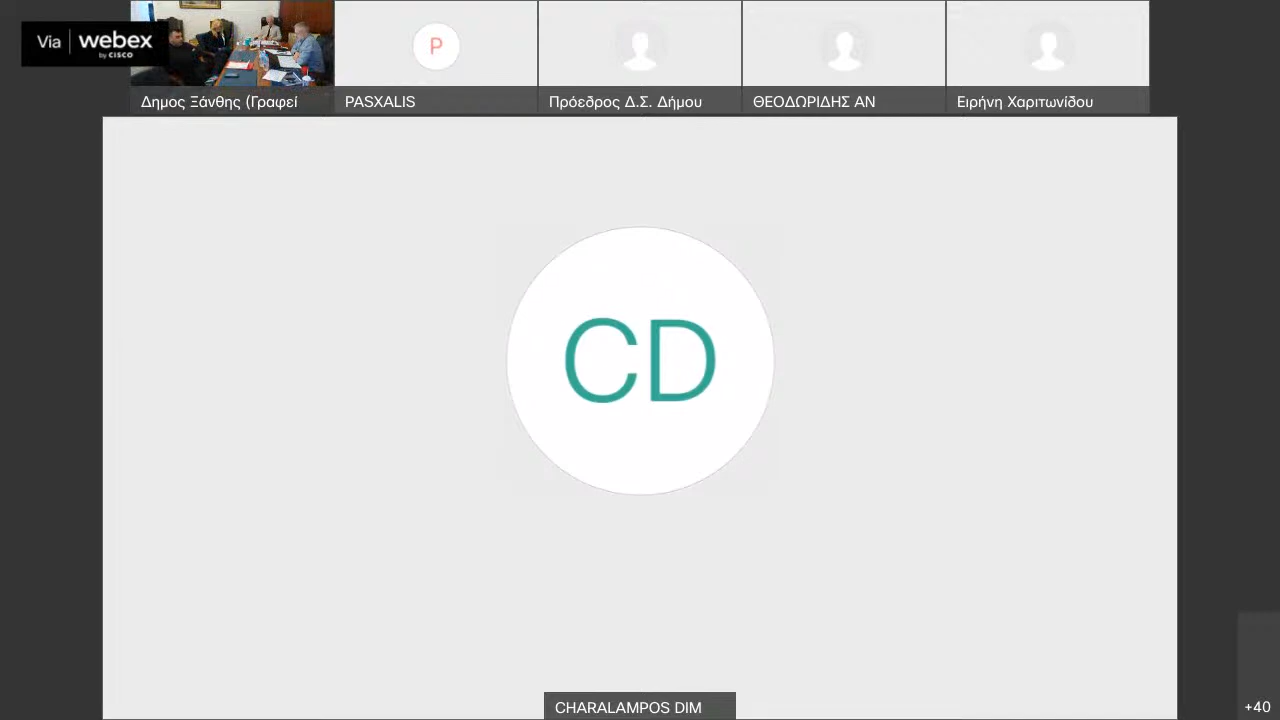 Via webex
by CISCO
Δημος Ξάνθης (Γραφεί
P
PASXALIS
Πρόεδρος Δ.Σ. Δήμου
ΘΕΟΔΩΡΙΔΗΣ ΑΝ
Ειρήνη Χαριτωνίδου
CD
CHARALAMPOS DIM
+40